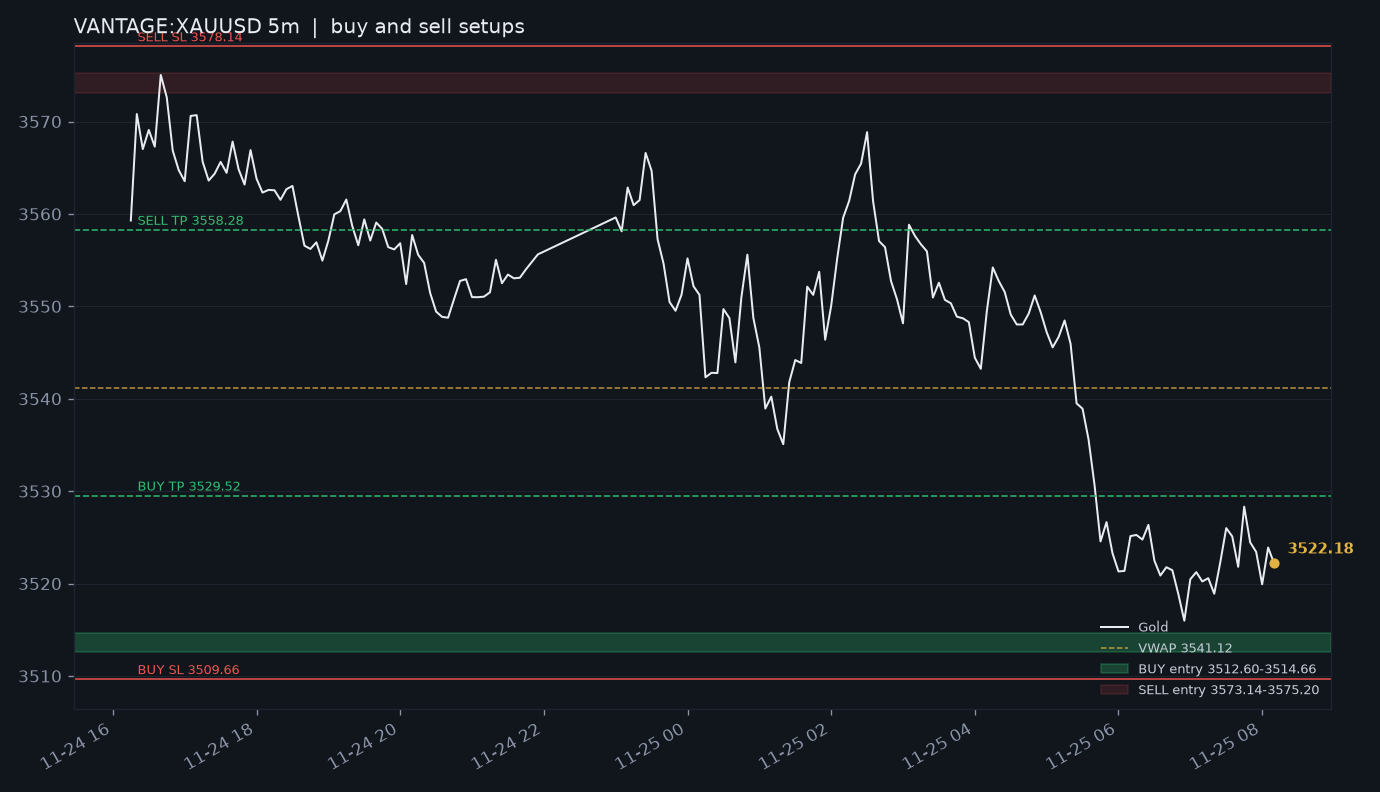 VANTAGE:XAUUSD 5m | buy and sell setups
SELL SL 3578.14
3570
3560
SELL TP 3558.28
3550
3540
3530
BUY TP 3529.52
3522.18
3520
3510
BUY SL 3509.66
Gold
VWAP 3541.12
BUY entry 3512.60-3514.66
SELL entry 3573.14-3575.20
11-24 16
11-24 18
11-24 20
11-24 22
11-25 00
11-25 02
11-25 04
11-25 06
11-25 08